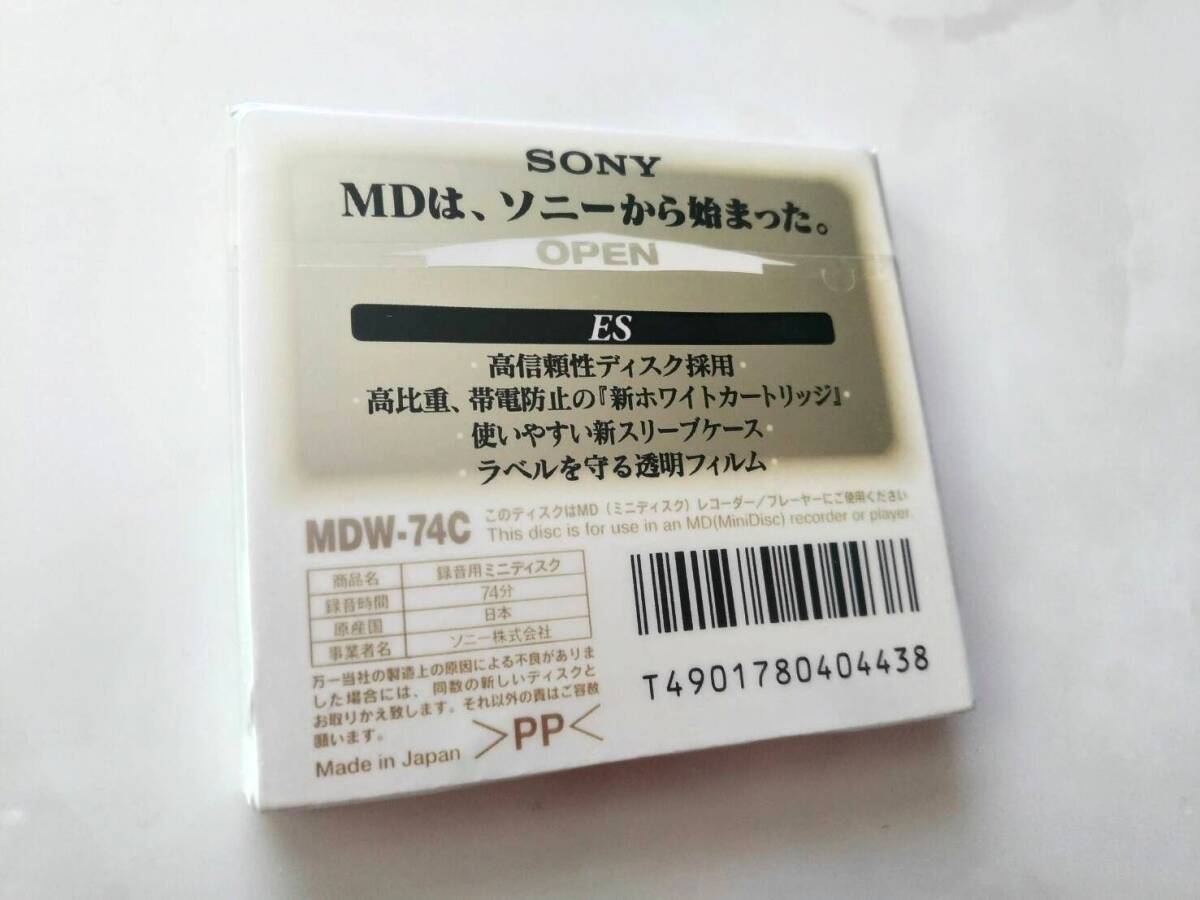 SONY
MDは、ソニーから始まった。
OPEN
ES
・高信頼性ディスク採用・
・高比重、帯電防止の『新ホワイトカートリッジ』・
・使いやすい新スリーブケース・
・ラベルを守る透明フィルム・
MDW-74C
このディスクはMD（ミニディスク）レコーダー/プレーヤーにご使用ください
This disc is for use in an MD(MiniDisc) recorder or player.
商品名 録音用ミニディスク
録音時間 74分
原産国 日本
事業者名 ソニー株式会社
万一当社の製造上の原因による不良がありま
した場合には、同数の新しいディスクと
お取りかえ致します。それ以外の責はご容赦
願います。
Made in Japan
>PP<
T4901780404438